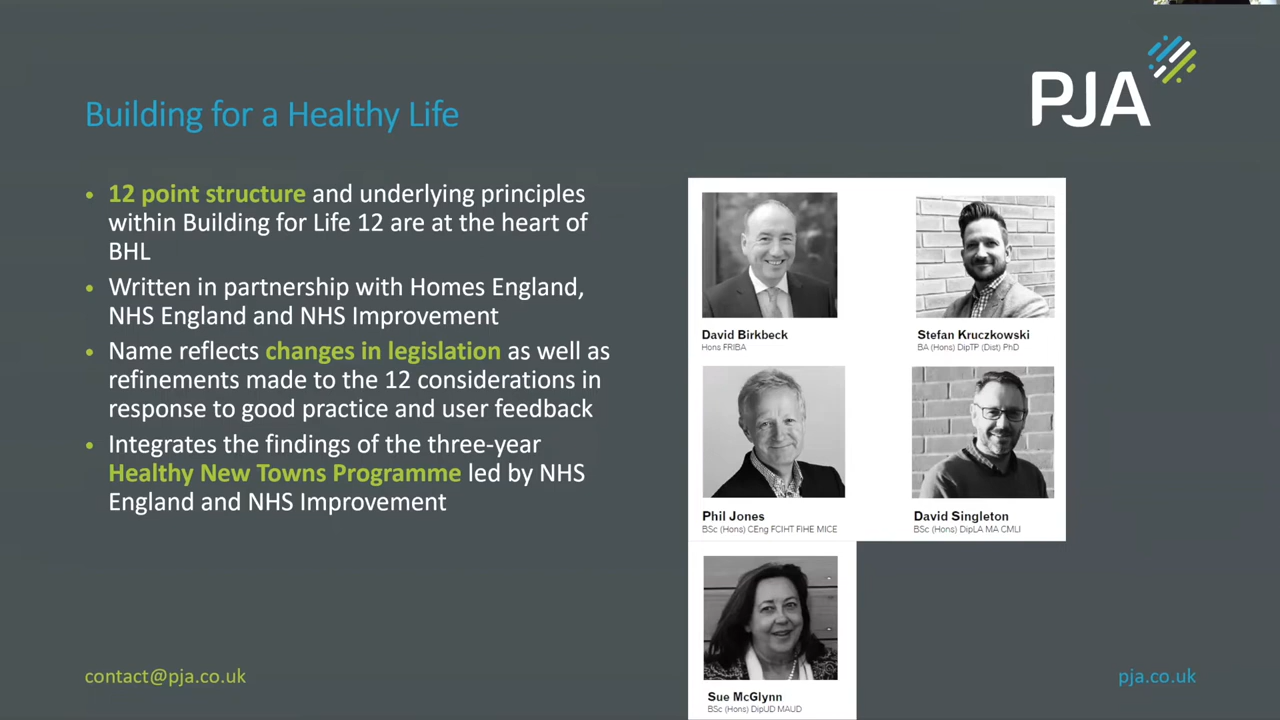 PJA
Building for a Healthy Life
• 12 point structure and underlying principles
within Building for Life 12 are at the heart of
BHL
• Written in partnership with Homes England,
NHS England and NHS Improvement
• Name reflects changes in legislation as well as
refinements made to the 12 considerations in
response to good practice and user feedback
• Integrates the findings of the three-year
Healthy New Towns Programme led by NHS
England and NHS Improvement
David Birkbeck
Hons FRIBA
Stefan Kruczkowski
BA (Hons) DipTP (Dist) PhD
Phil Jones
BSc (Hons) CEng FCIHT FIHE MICE
David Singleton
BSc (Hons) DipLA MA CMLI
Sue McGlynn
BSc (Hons) DipUD MAUD
contact@pja.co.uk
pja.co.uk